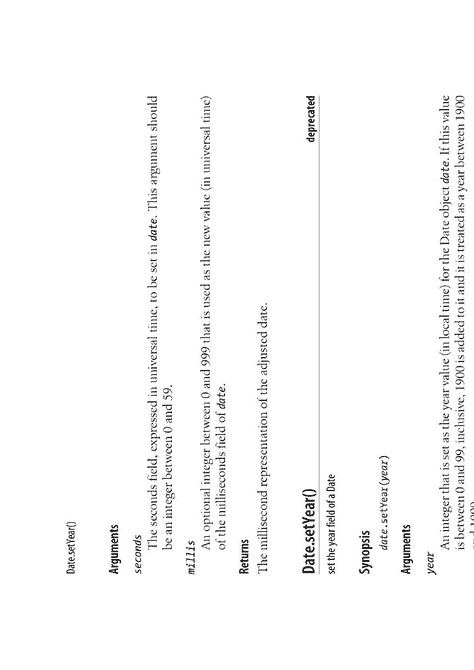 Date.setYear()
Arguments
seconds
The seconds field, expressed in universal time, to be set in date. This argument should
be an integer between 0 and 59.
millis
An optional integer between 0 and 999 that is used as the new value (in universal time)
of the milliseconds field of date.
Returns
The millisecond representation of the adjusted date.
Date.setYear() deprecated
set the year field of a Date
Synopsis
date.setYear(year)
Arguments
year
An integer that is set as the year value (in local time) for the Date object date. If this value
is between 0 and 99, inclusive, 1900 is added to it and it is treated as a year between 1900